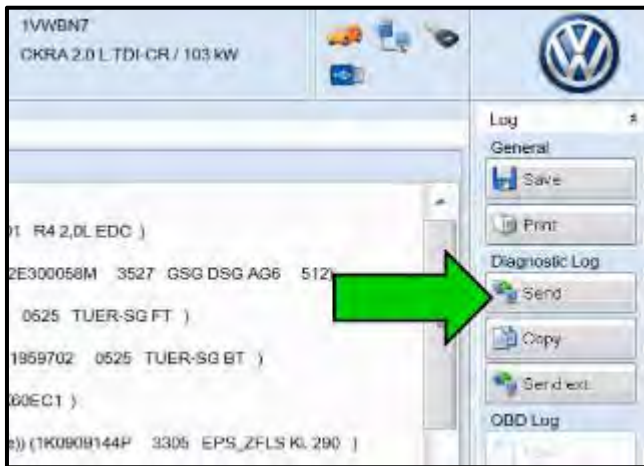 1VWBN7
CKRA 2.0 L TDI-CR / 103 kW
Log
General
Save
Print
Diagnostic Log
Send
Copy
Send ext.
OBD Log
R4 2,0L EDC )
2E300058M 3527 GSG DSG AG6 512)
0525 TUER-SG FT )
1959702 0525 TUER-SG BT )
60EC1 )
(1K0909144P 3305 EPS_ZFLS KL 290 )